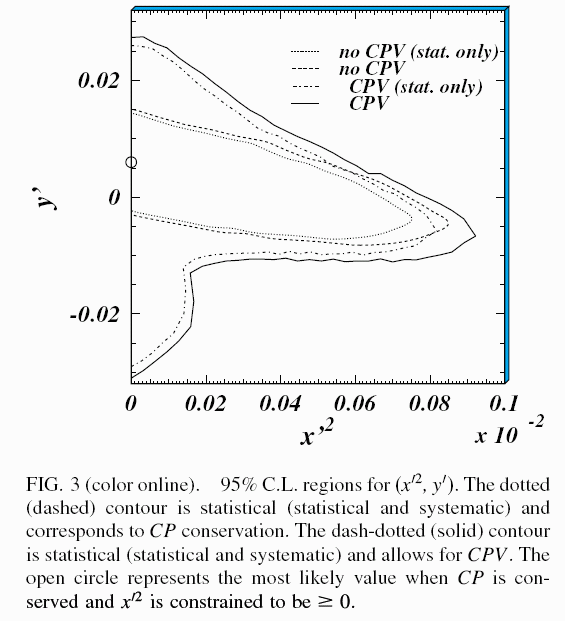 0.02
0
-0.02
y’
no CPV (stat. only)
no CPV
CPV (stat. only)
CPV
0 0.02 0.04 0.06 0.08 0.1
x’² x 10 -2
FIG. 3 (color online). 95% C.L. regions for (x′², y′). The dotted
(dashed) contour is statistical (statistical and systematic) and
corresponds to CP conservation. The dash-dotted (solid) contour
is statistical (statistical and systematic) and allows for CPV. The
open circle represents the most likely value when CP is con-
served and x′² is constrained to be ≥ 0.